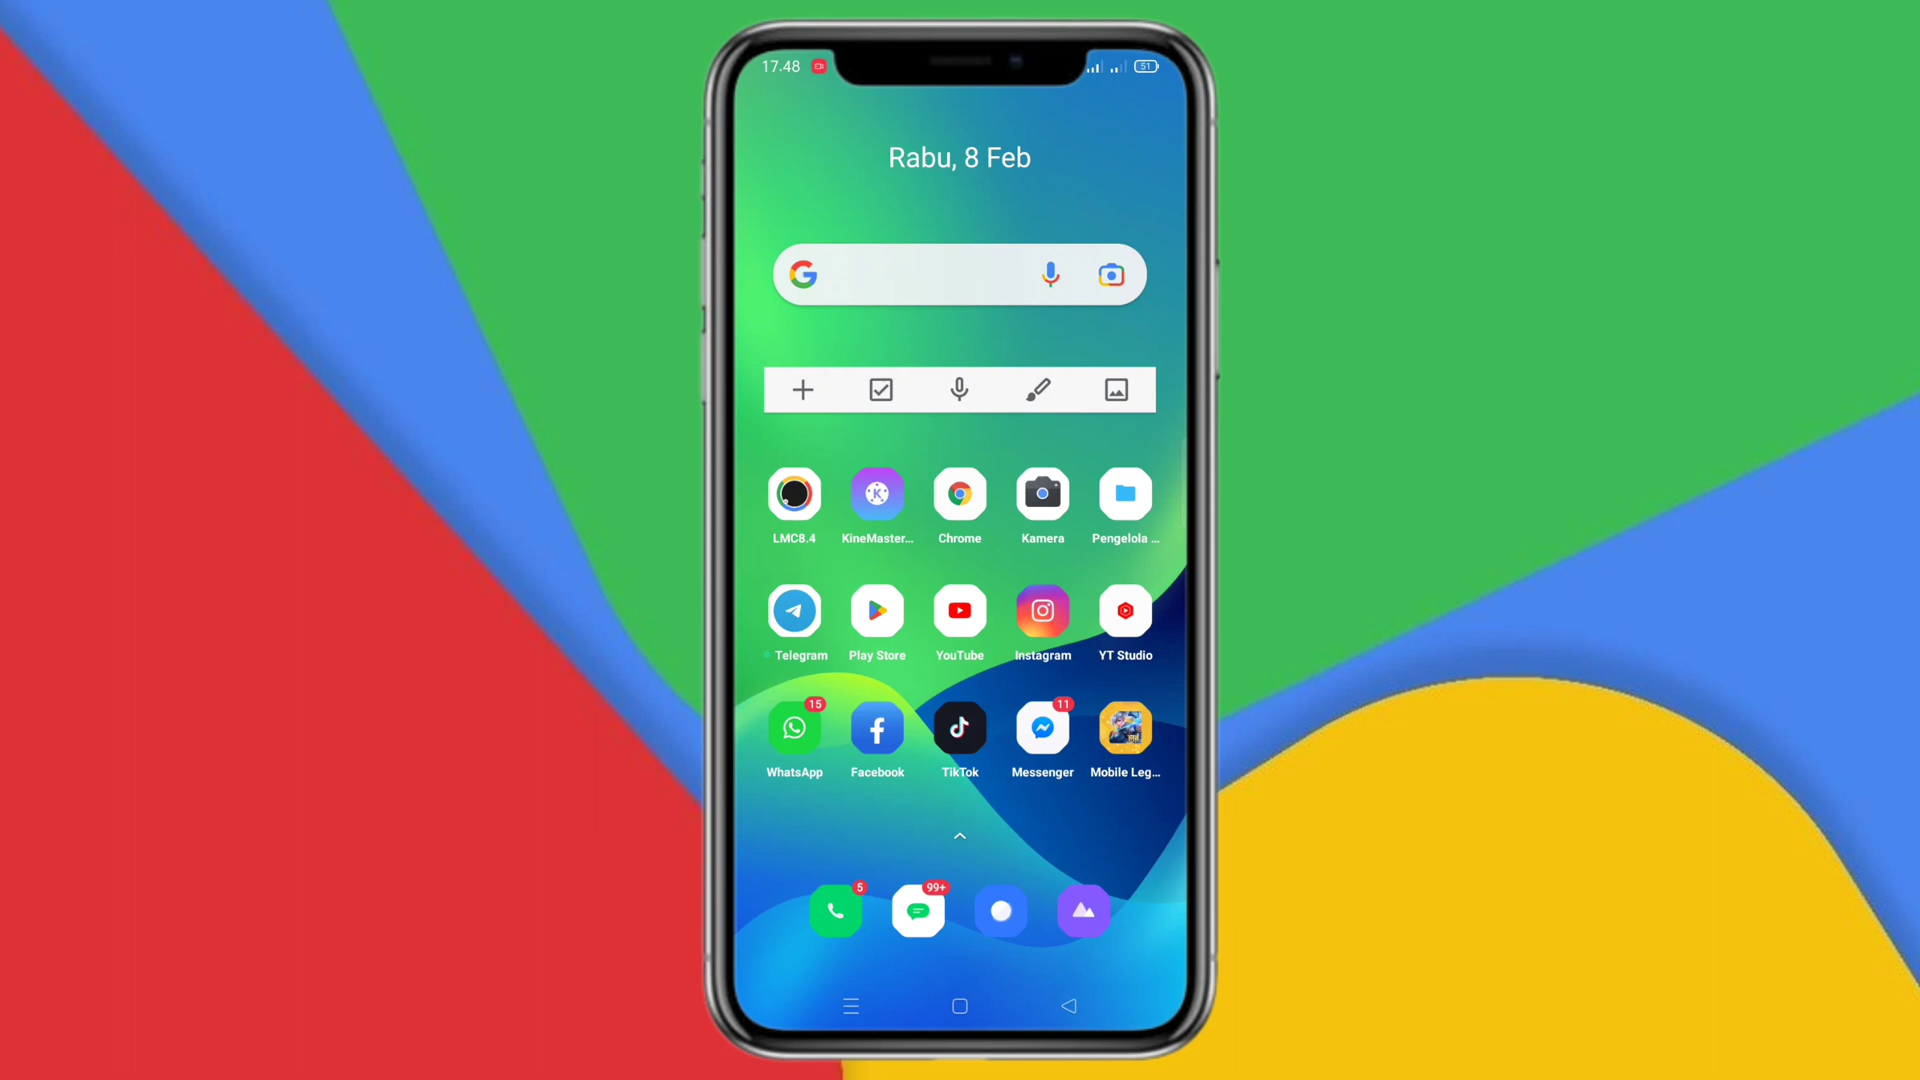 17.48
51
Rabu, 8 Feb
LMC8.4 KineMaster... Chrome Kamera Pengelola ...
Telegram Play Store YouTube Instagram YT Studio
15 11
WhatsApp Facebook TikTok Messenger Mobile Leg...
5 99+